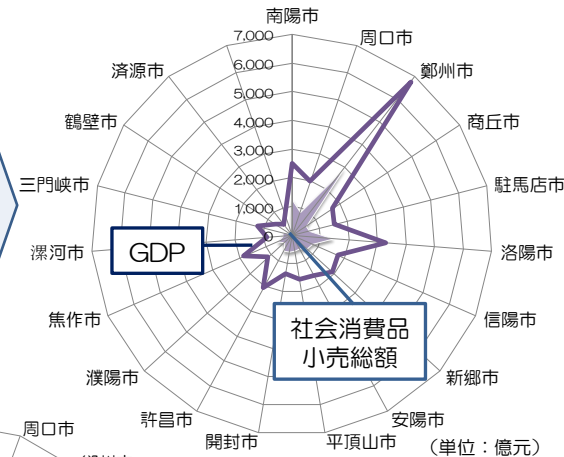 南陽市
周口市
鄭州市
商丘市
駐馬店市
洛陽市
信陽市
新郷市
安陽市
平頂山市
開封市
許昌市
濮陽市
焦作市
漯河市
三門峡市
鶴壁市
済源市
7,000
6,000
5,000
4,000
3,000
2,000
1,000
0
GDP
社会消費品
小売総額
(単位:億元)
周口市